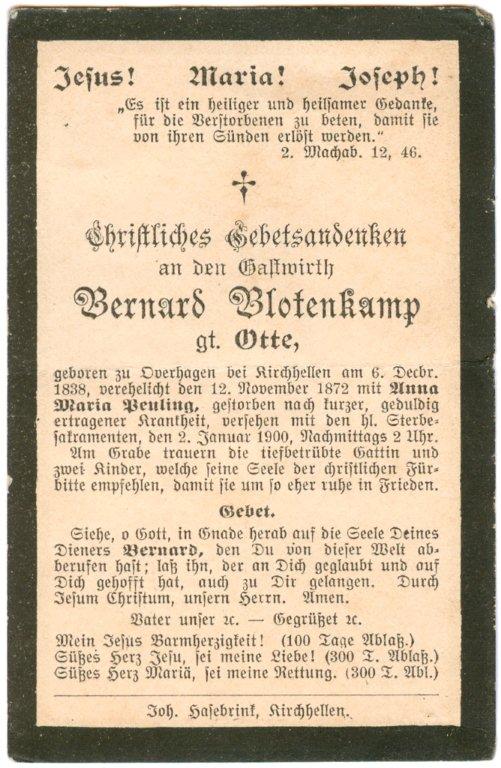 Jesus! Maria! Joseph!
„Es ist ein heiliger und heilsamer Gedanke,
für die Verstorbenen zu beten, damit sie
von ihren Sünden erlöst werden.“
2. Machab. 12, 46.
Christliches Gebetsandenken
an den Gastwirth
Bernard Blotenkamp
gt. Otte,
geboren zu Overhagen bei Kirchhellen am 6. Decbr.
1838, verehelicht den 12. November 1872 mit Anna
Maria Peuling, gestorben nach kurzer, geduldig
ertragener Krankheit, versehen mit den hl. Sterbe-
sakramenten, den 2. Januar 1900, Nachmittags 2 Uhr.
Am Grabe trauern die tiefbetrübte Gattin und
zwei Kinder, welche seine Seele der christlichen Für-
bitte empfehlen, damit sie um so eher ruhe in Frieden.
Gebet.
Siehe, o Gott, in Gnade herab auf die Seele Deines
Dieners Bernard, den Du von dieser Welt ab-
berufen hast; laß ihn, der an Dich geglaubt und auf
Dich gehofft hat, auch zu Dir gelangen. Durch
Jesum Christum, unsern Herrn. Amen.
Vater unser ꝛc. — Gegrüßet ꝛc.
Mein Jesus Barmherzigkeit! (100 Tage Ablaß.)
Süßes Herz Jesu, sei meine Liebe! (300 T. Ablaß.)
Süßes Herz Mariä, sei meine Rettung. (300 T. Abl.)
Joh. Hasebrink, Kirchhellen.